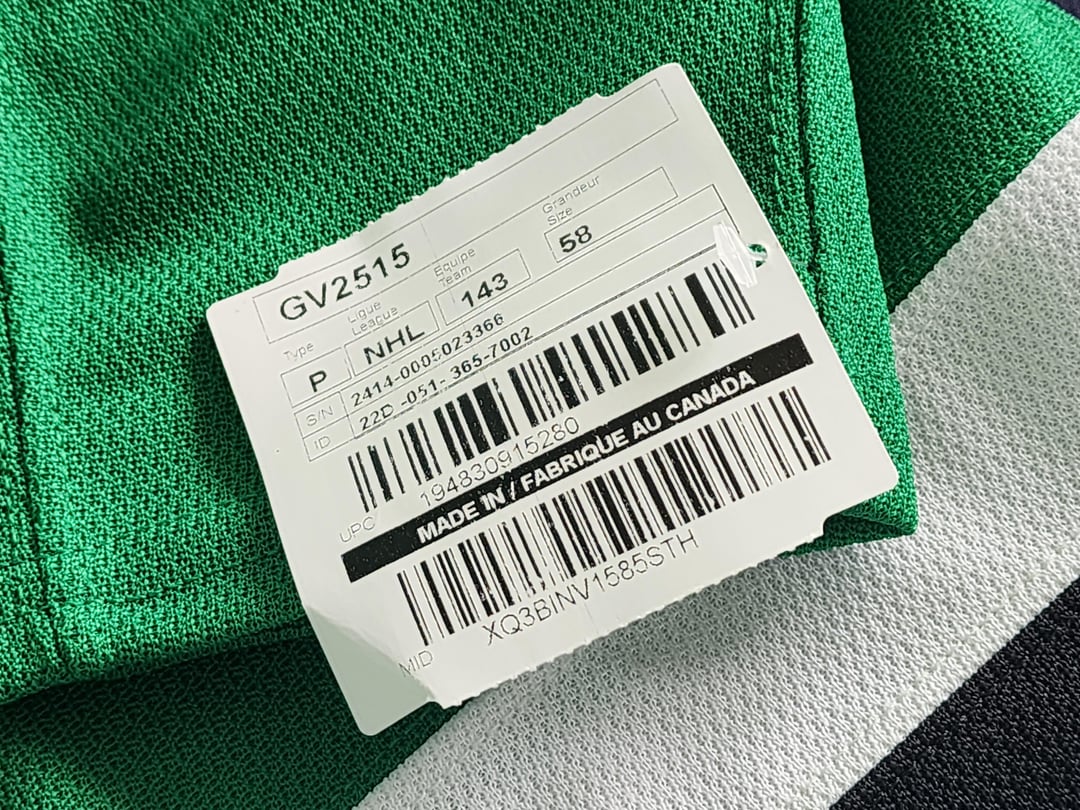 GV2515
Type
P
Ligue
League
NHL
Equipe
Team
143
Grandeur
Size
58
S/N
2414-0005023366
ID
22D -051- 365-7002
UPC
194830915280
MADE IN / FABRIQUE AU CANADA
MID
XQ3BINV1585STH